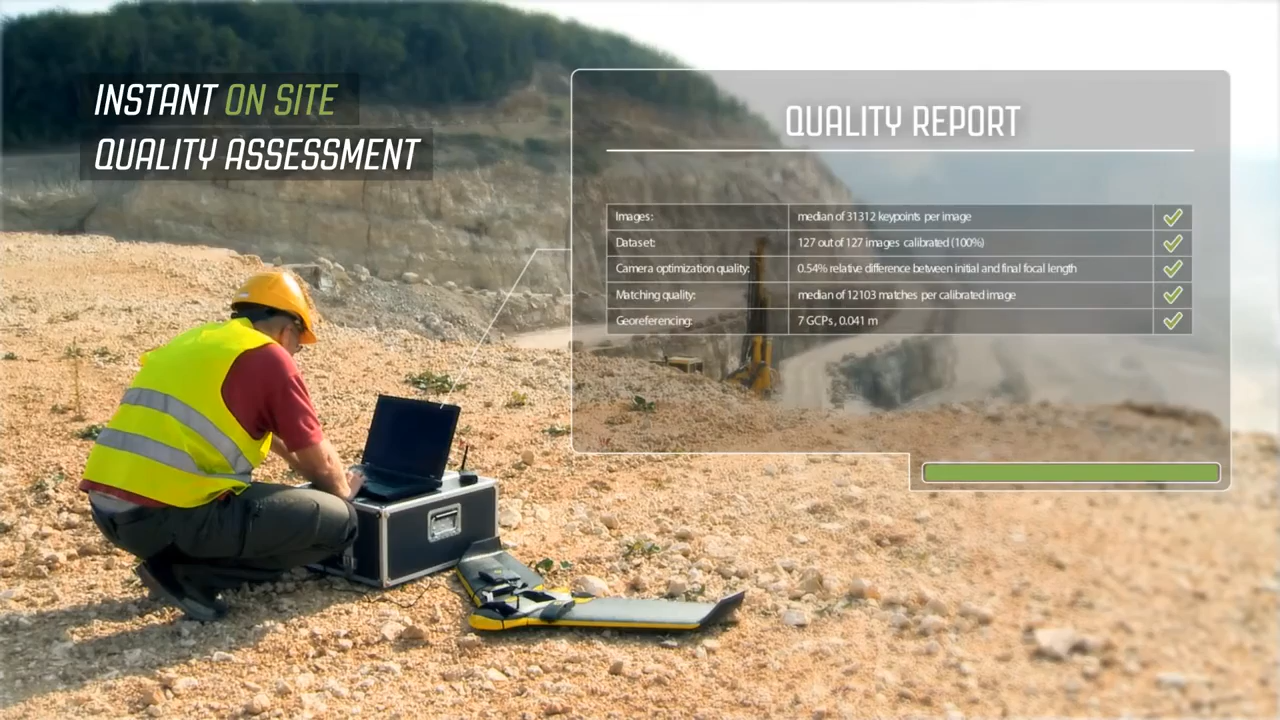 INSTANT ON SITE
QUALITY ASSESSMENT
QUALITY REPORT
Images: median of 31312 keypoints per image
Dataset: 127 out of 127 images calibrated (100%)
Camera optimization quality: 0.54% relative difference between initial and final focal length
Matching quality: median of 12103 matches per calibrated image
Georeferencing: 7 GCPs, 0.041 m